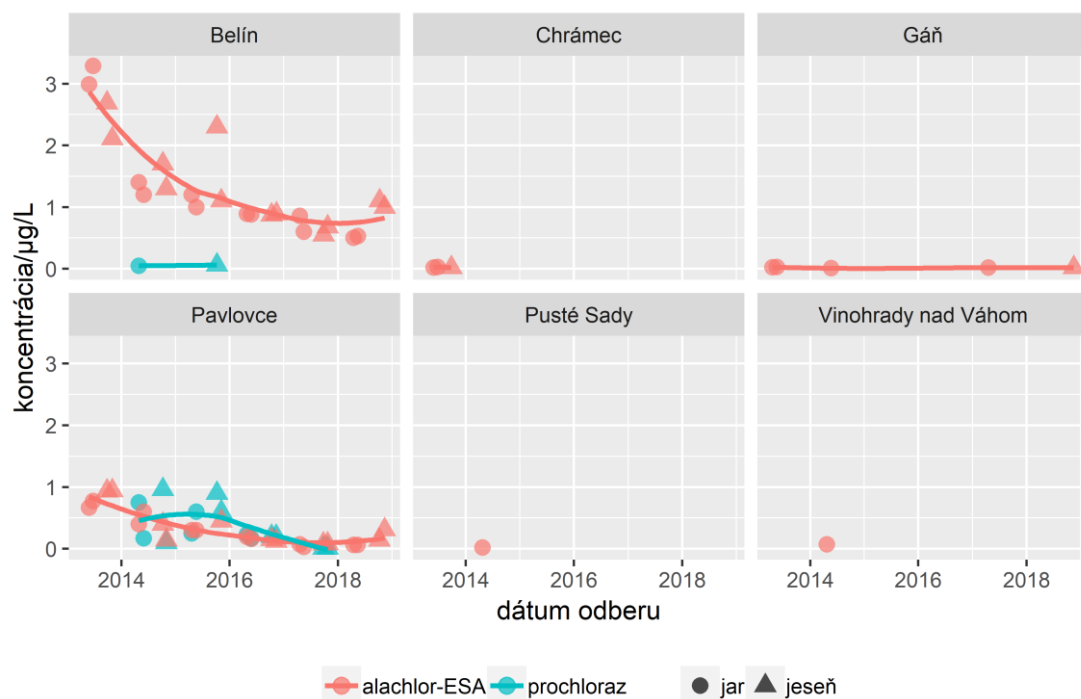 Belín Chrámec Gáň
3
2
1
0
Pavlovce Pusté Sady Vinohrady nad Váhom
3
2
1
0
koncentrácia/µg/L
2014 2016 2018 2014 2016 2018 2014 2016 2018
dátum odberu
alachlor-ESA prochloraz jar jeseň